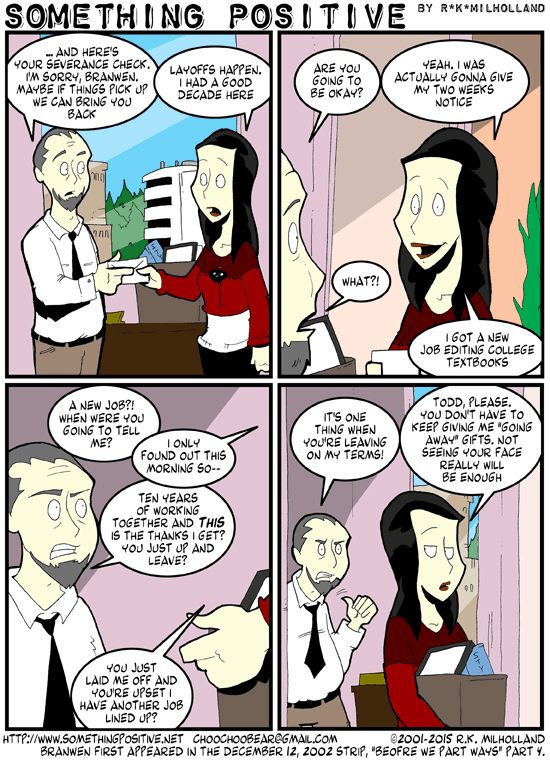 SOMETHING POSITIVE BY R*K*MILHOLLAND
... AND HERE'S
YOUR SEVERANCE CHECK.
I'M SORRY, BRANWEN.
MAYBE IF THINGS PICK UP
WE CAN BRING YOU
BACK
LAYOFFS HAPPEN.
I HAD A GOOD
DECADE HERE
ARE YOU
GOING TO
BE OKAY?
YEAH. I WAS
ACTUALLY GONNA GIVE
MY TWO WEEKS
NOTICE
WHAT?!
I GOT A NEW
JOB EDITING COLLEGE
TEXTBOOKS
A NEW JOB?!
WHEN WERE YOU
GOING TO TELL
ME?
I ONLY
FOUND OUT THIS
MORNING SO--
TEN YEARS
OF WORKING
TOGETHER AND THIS
IS THE THANKS I GET?
YOU JUST UP AND
LEAVE?
YOU JUST
LAID ME OFF AND
YOU'RE UPSET I
HAVE ANOTHER JOB
LINED UP?
IT'S ONE
THING WHEN
YOU'RE LEAVING
ON MY TERMS!
TODD, PLEASE.
YOU DON'T HAVE TO
KEEP GIVING ME "GOING
AWAY" GIFTS. NOT
SEEING YOUR FACE
REALLY WILL
BE ENOUGH
HTTP://WWW.SOMETHINGPOSITIVE.NET CHOOCHOOBEAR@GMAIL.COM ©2001-2015 R.K. MILHOLLAND
BRANWEN FIRST APPEARED IN THE DECEMBER 12, 2002 STRIP, "BEOFRE WE PART WAYS" PART 4.